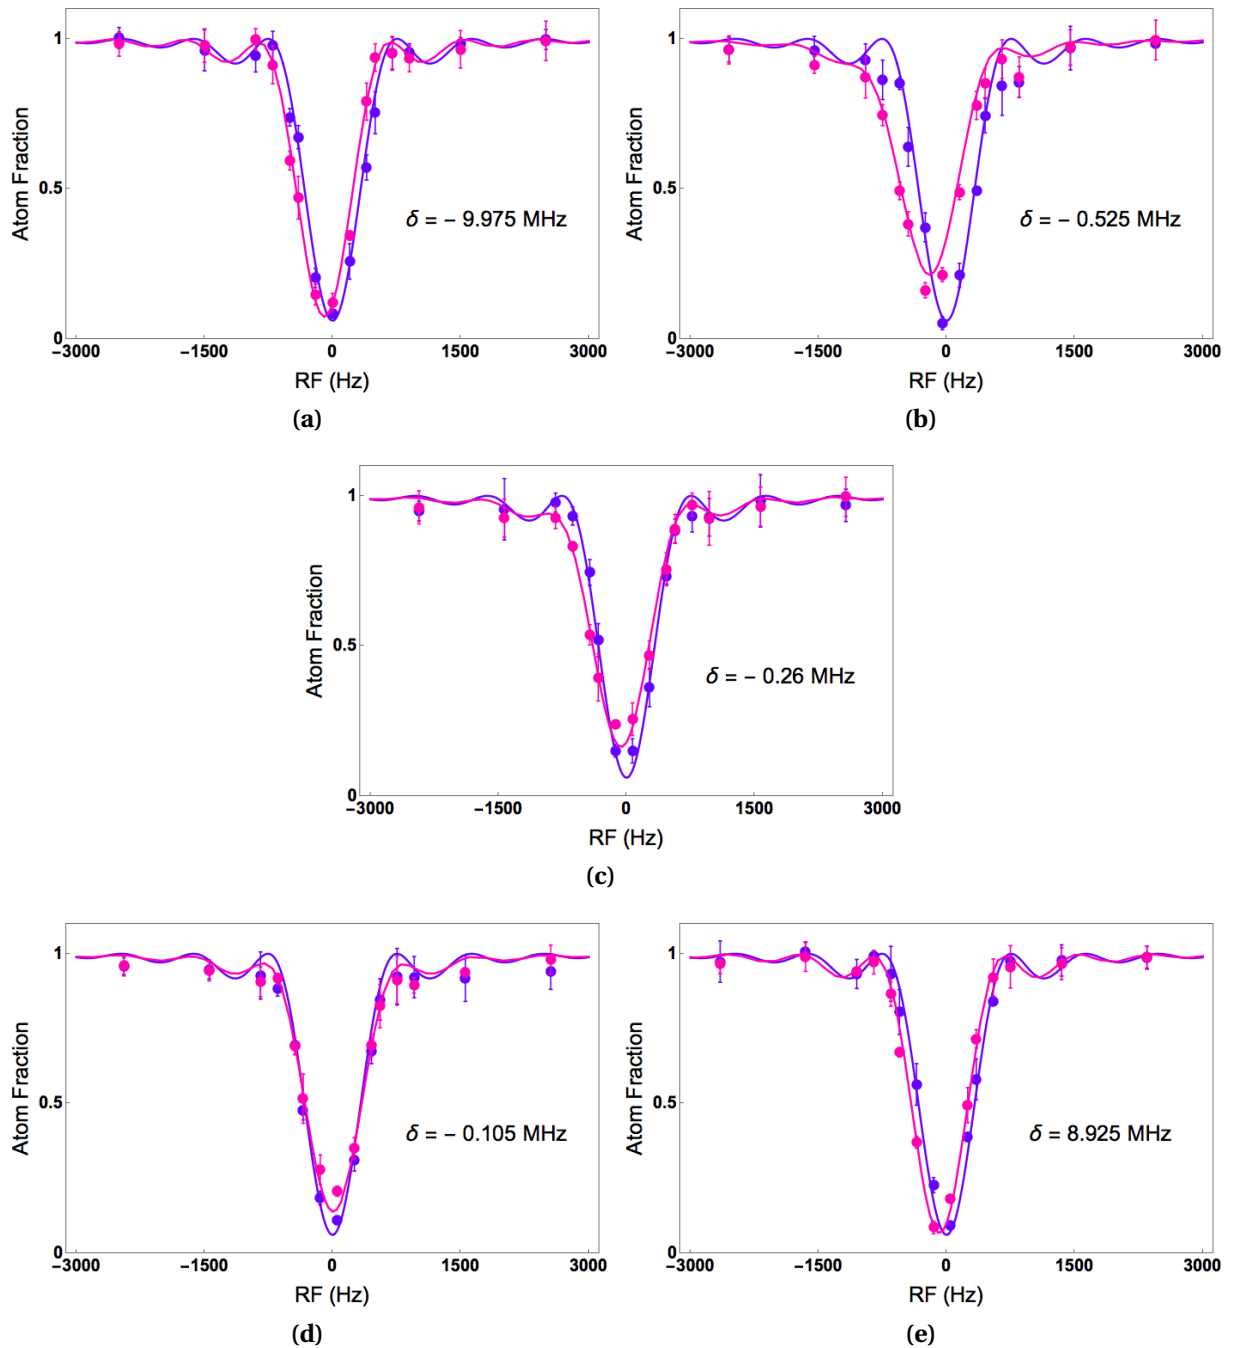 1
0.5
0
Atom Fraction
δ = − 9.975 MHz
−3000 −1500 0 1500 3000
RF (Hz)
(a)
1
0.5
0
Atom Fraction
δ = − 0.525 MHz
−3000 −1500 0 1500 3000
RF (Hz)
(b)
1
0.5
0
Atom Fraction
δ = − 0.26 MHz
−3000 −1500 0 1500 3000
RF (Hz)
(c)
1
0.5
0
Atom Fraction
δ = − 0.105 MHz
−3000 −1500 0 1500 3000
RF (Hz)
(d)
1
0.5
0
Atom Fraction
δ = 8.925 MHz
−3000 −1500 0 1500 3000
RF (Hz)
(e)